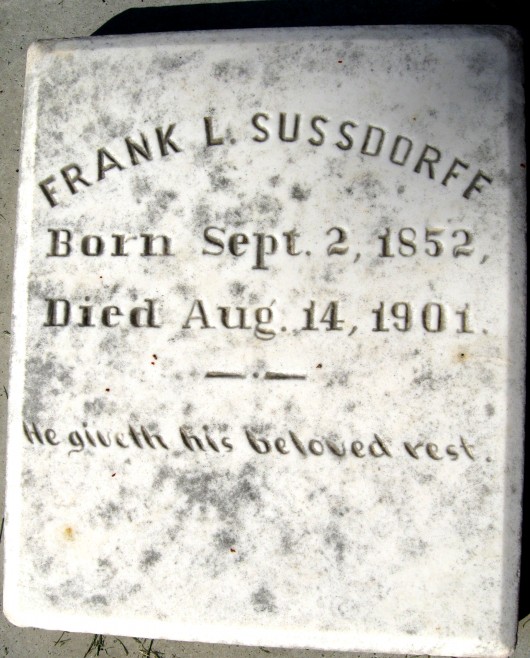 FRANK L. SUSSDORFF
Born Sept. 2, 1852,
Died Aug. 14, 1901.
He giveth his beloved rest.